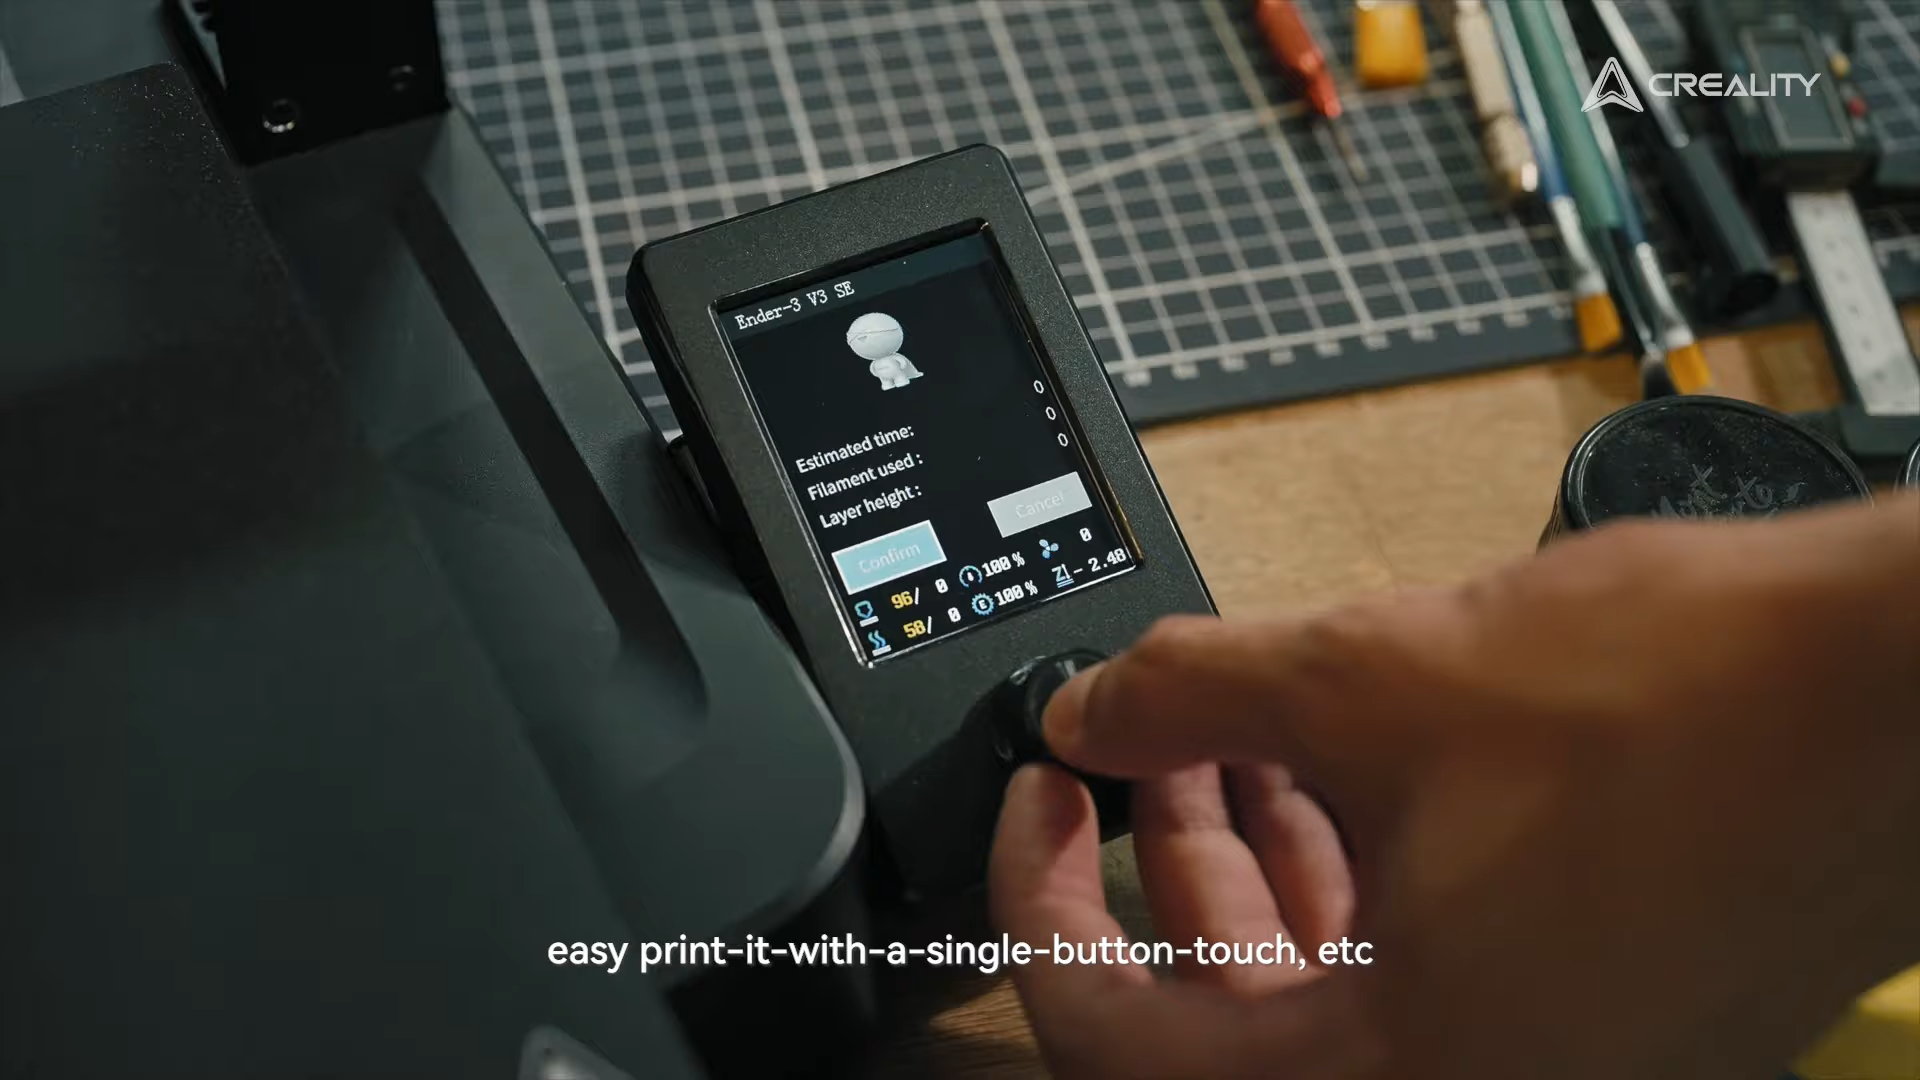 CREALITY
Ender-3 V3 SE
Estimated time: 0
Filament used : 0
Layer height : 0
Confirm Cancel
96/ 0 100 % 0
58/ 0 E 100 % Z - 2.48
easy print-it-with-a-single-button-touch, etc